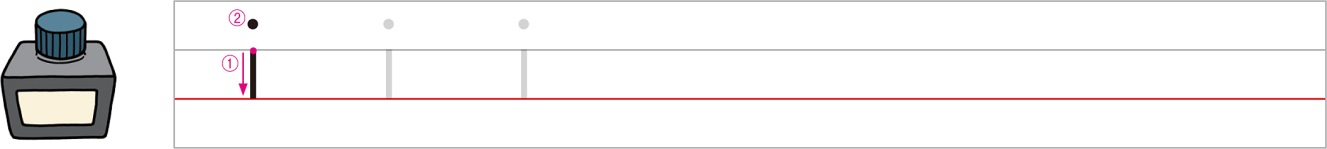 ② i i i
①